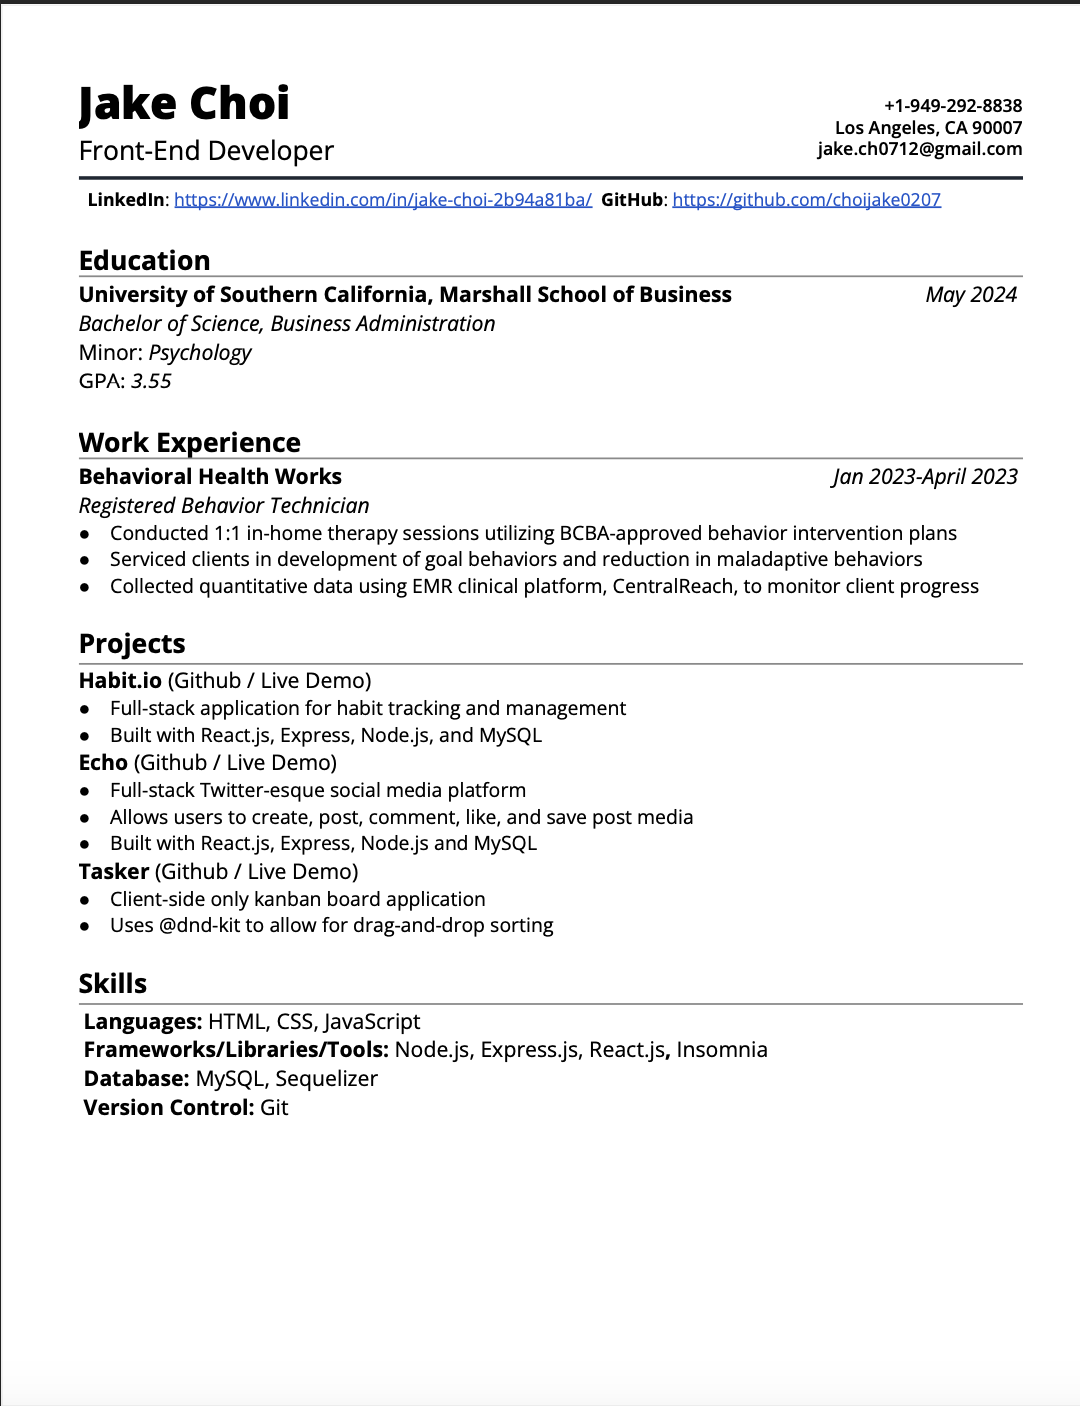 Jake Choi
Front-End Developer
+1-949-292-8838
Los Angeles, CA 90007
jake.ch0712@gmail.com
LinkedIn: https://www.linkedin.com/in/jake-choi-2b94a81ba/ GitHub: https://github.com/choijake0207
Education
University of Southern California, Marshall School of Business May 2024
Bachelor of Science, Business Administration
Minor: Psychology
GPA: 3.55
Work Experience
Behavioral Health Works Jan 2023-April 2023
Registered Behavior Technician
● Conducted 1:1 in-home therapy sessions utilizing BCBA-approved behavior intervention plans
● Serviced clients in development of goal behaviors and reduction in maladaptive behaviors
● Collected quantitative data using EMR clinical platform, CentralReach, to monitor client progress
Projects
Habit.io (Github / Live Demo)
● Full-stack application for habit tracking and management
● Built with React.js, Express, Node.js, and MySQL
Echo (Github / Live Demo)
● Full-stack Twitter-esque social media platform
● Allows users to create, post, comment, like, and save post media
● Built with React.js, Express, Node.js and MySQL
Tasker (Github / Live Demo)
● Client-side only kanban board application
● Uses @dnd-kit to allow for drag-and-drop sorting
Skills
Languages: HTML, CSS, JavaScript
Frameworks/Libraries/Tools: Node.js, Express.js, React.js, Insomnia
Database: MySQL, Sequelizer
Version Control: Git